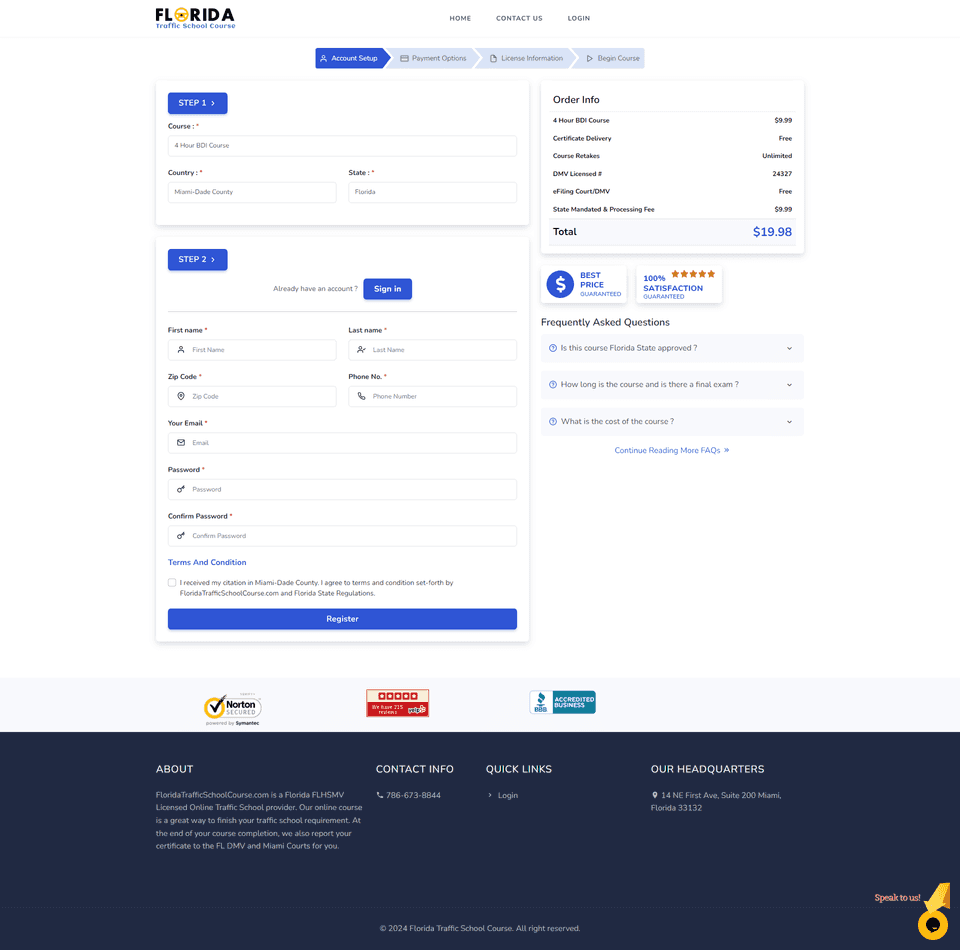 FLORIDA
Traffic School Course
HOME
CONTACT US
LOGIN
Account Setup
Payment Options
License Information
Begin Course
STEP 1
Course : *
4 Hour BDI Course
Country : *
State : *
Miami-Dade County
Florida
STEP 2
Already have an account ?
Sign in
First name *
Last name *
First Name
Last Name
Zip Code *
Phone No. *
Zip Code
Phone Number
Your Email *
Email
Password *
Password
Confirm Password *
Confirm Password
Terms And Condition
I received my citation in Miami-Dade County. I agree to terms and condition set-forth by
FloridaTrafficSchoolCourse.com and Florida State Regulations.
Register
Order Info
4 Hour BDI Course $9.99
Certificate Delivery Free
Course Retakes Unlimited
DMV Licensed # 24327
eFiling Court/DMV Free
State Mandated & Processing Fee $9.99
Total $19.98
$
BEST
PRICE
GUARANTEED
100%
SATISFACTION
GUARANTEED
Frequently Asked Questions
Is this course Florida State approved ?
How long is the course and is there a final exam ?
What is the cost of the course ?
Continue Reading More FAQs »
Norton
SECURED
powered by Symantec
We have 225
reviews
yelp
BBB
ACCREDITED
BUSINESS
ABOUT
FloridaTrafficSchoolCourse.com is a Florida FLHSMV
Licensed Online Traffic School provider. Our online course
is a great way to finish your traffic school requirement. At
the end of your course completion, we also report your
certificate to the FL DMV and Miami Courts for you.
CONTACT INFO
786-673-8844
QUICK LINKS
Login
OUR HEADQUARTERS
14 NE First Ave, Suite 200 Miami,
Florida 33132
Speak to us!
© 2024 Florida Traffic School Course. All right reserved.